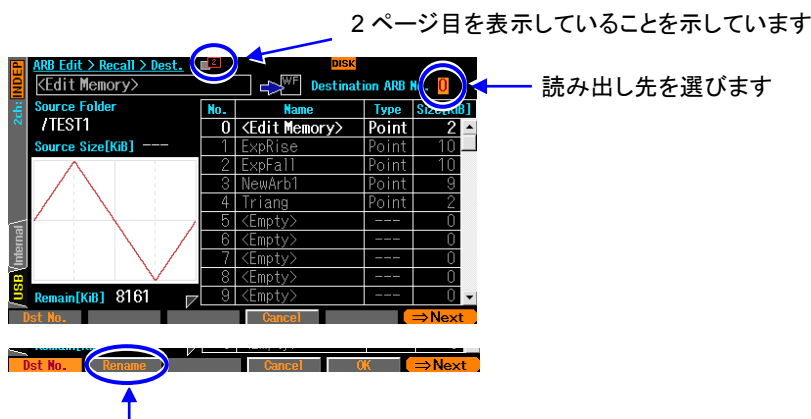 2 ページ目を表示していることを示しています
ARB Edit > Recall > Dest. 2 DISK
<Edit Memory> WF Destination ARB No. 0
読み出し先を選びます
2ch: INDEP
Source Folder
/TEST1
Source Size[KiB] ---
No. Name Type Size[KiB]
0 <Edit Memory> Point 2
1 ExpRise Point 10
2 ExpFall Point 10
3 NewArb1 Point 9
4 Triang Point 2
5 <Empty> --- 0
6 <Empty> --- 0
7 <Empty> --- 0
8 <Empty> --- 0
9 <Empty> --- 0
Internal
USB
Remain[KiB] 8161
Dst No. Cancel ⇒Next
Dst No. Rename Cancel OK ⇒Next